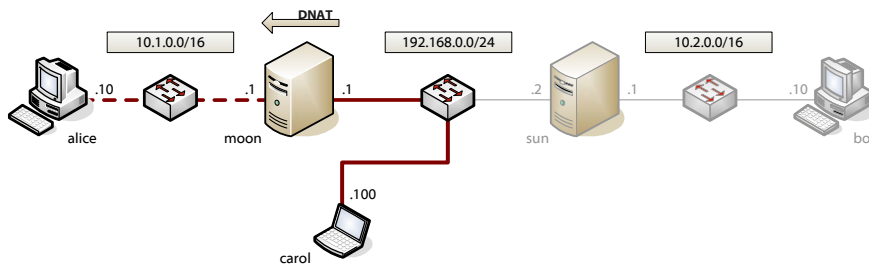 DNAT
10.1.0.0/16
192.168.0.0/24
10.2.0.0/16
.10
.1
.1
.2
.1
.10
alice
moon
sun
bo
.100
carol